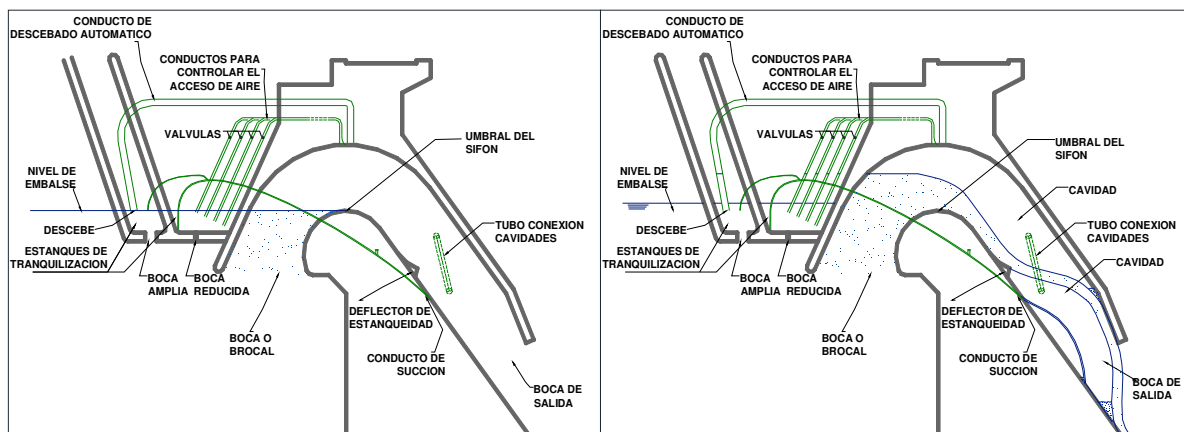 CONDUCTO DE
DESCEBADO AUTOMATICO
CONDUCTOS PARA
CONTROLAR EL
ACCESO DE AIRE
VALVULAS
UMBRAL DEL
SIFON
NIVEL DE
EMBALSE
DESCEBE
ESTANQUES DE
TRANQUILIZACION
BOCA
AMPLIA
BOCA
REDUCIDA
TUBO CONEXION
CAVIDADES
DEFLECTOR DE
ESTANQUEIDAD
BOCA O
BROCAL
CONDUCTO DE
SUCCION
BOCA DE
SALIDA
CONDUCTO DE
DESCEBADO AUTOMATICO
CONDUCTOS PARA
CONTROLAR EL
ACCESO DE AIRE
VALVULAS
UMBRAL DEL
SIFON
NIVEL DE
EMBALSE
CAVIDAD
DESCEBE
TUBO CONEXION
CAVIDADES
ESTANQUES DE
TRANQUILIZACION
CAVIDAD
BOCA
AMPLIA
BOCA
REDUCIDA
DEFLECTOR DE
ESTANQUEIDAD
BOCA O
BROCAL
CONDUCTO DE
SUCCION
BOCA DE
SALIDA